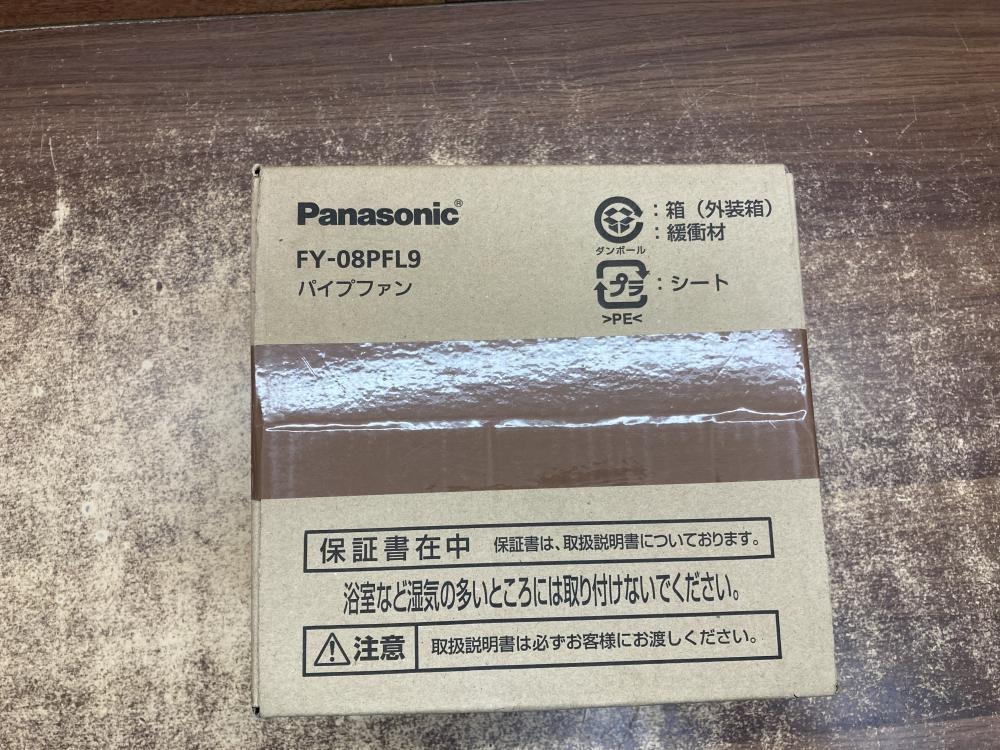 Panasonic®
FY-08PFL9
パイプファン
ダンボール
：箱（外装箱）
：緩衝材
プラ
：シート
>PE<
保証書在中 保証書は、取扱説明書についております。
浴室など湿気の多いところには取り付けないでください。
注意 取扱説明書は必ずお客様にお渡しください。